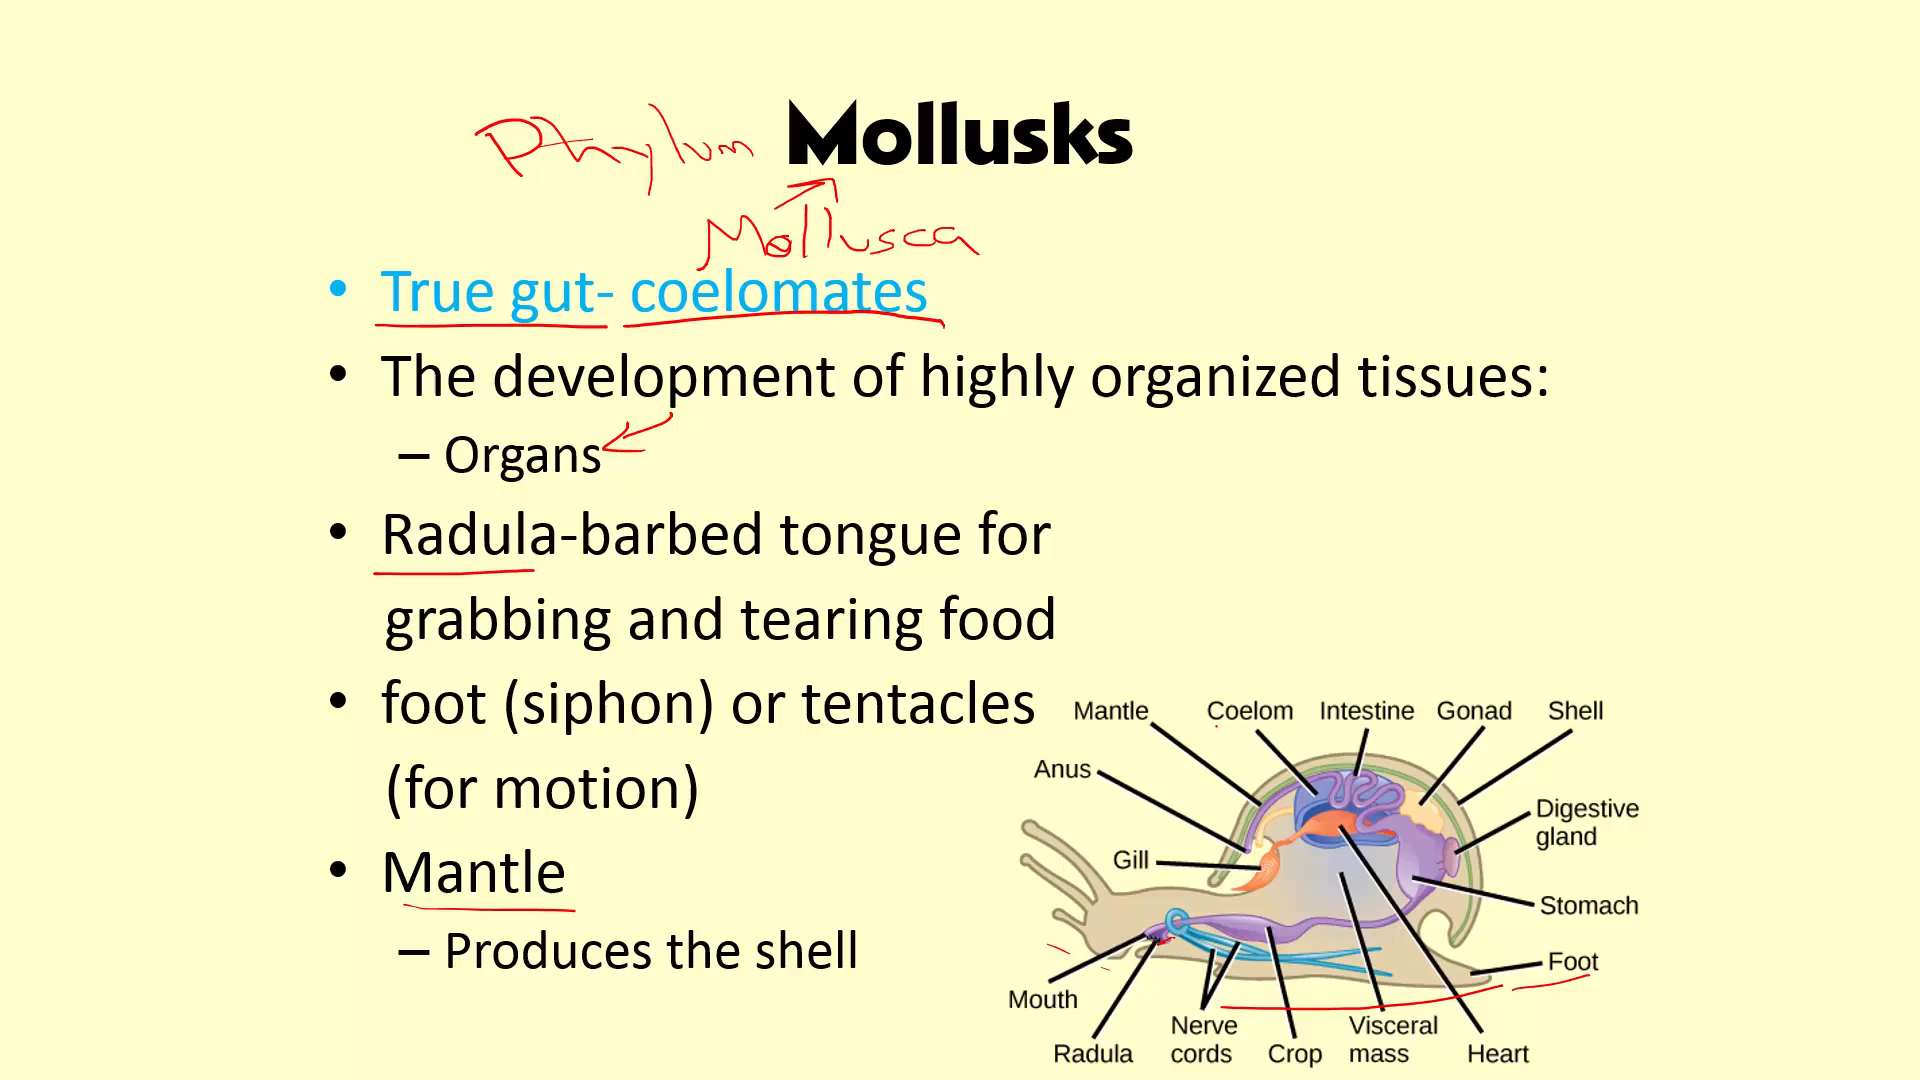 Phylum Mollusks
Mollusca
• True gut- coelomates
• The development of highly organized tissues:
– Organs
• Radula-barbed tongue for
grabbing and tearing food
• foot (siphon) or tentacles
(for motion)
• Mantle
– Produces the shell
Mantle
Coelom
Intestine
Gonad
Shell
Anus
Digestive
gland
Gill
Stomach
Foot
Mouth
Nerve
cords
Visceral
mass
Radula
Crop
Heart